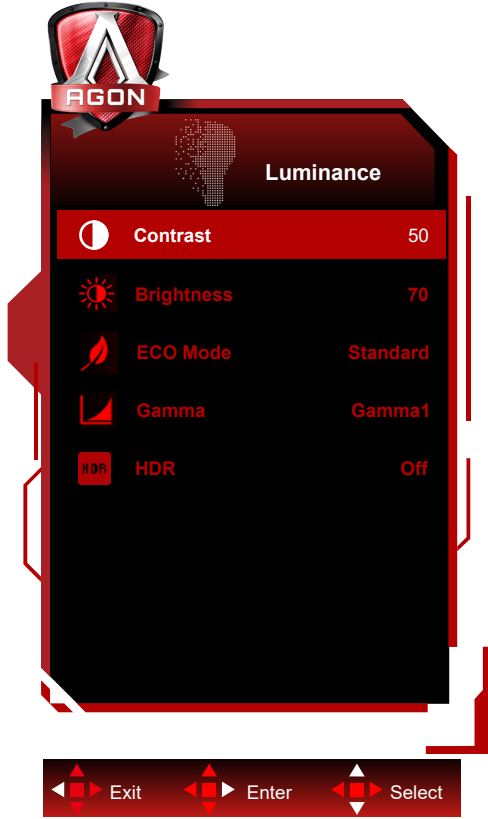 AGON
Luminance
Contrast 50
Brightness 70
ECO Mode Standard
Gamma Gamma1
HDR HDR Off
Exit Enter Select